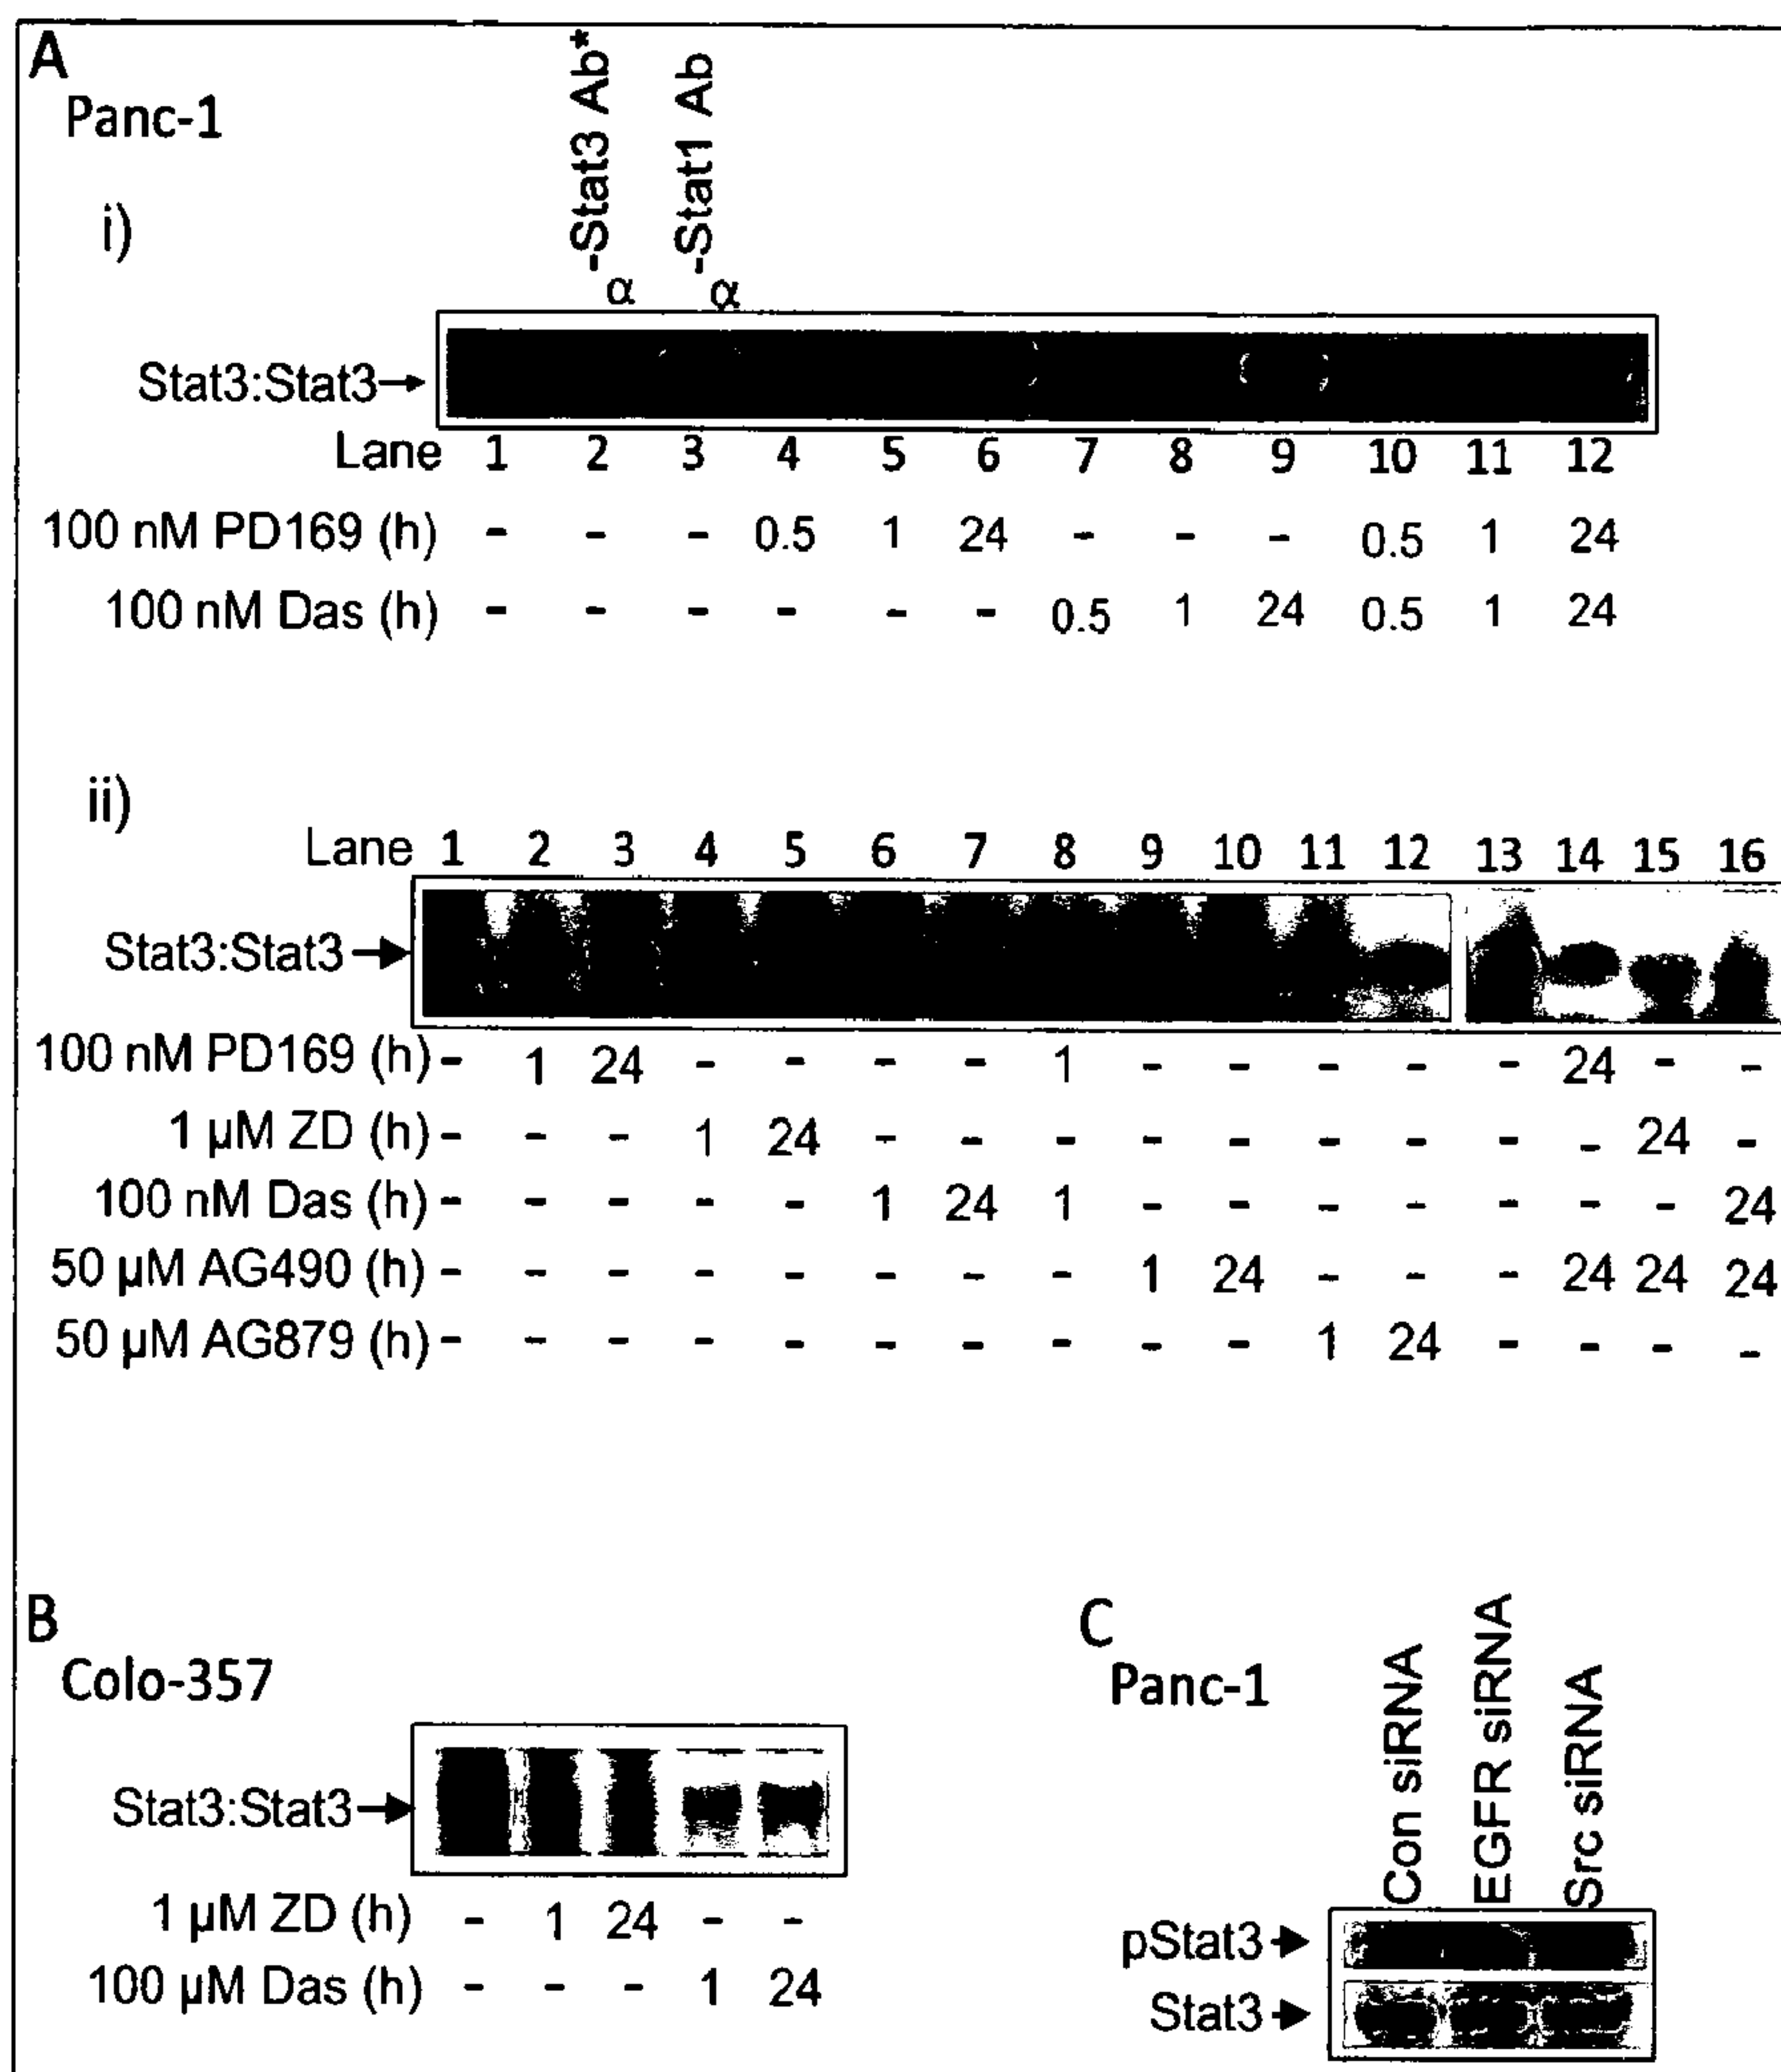 A
Panc-1
α-Stat3 Ab*
α-Stat1 Ab
i)
Stat3:Stat3
Lane 1 2 3 4 5 6 7 8 9 10 11 12
100 nM PD169 (h) - - - 0.5 1 24 - - - 0.5 1 24
100 nM Das (h) - - - - - - 0.5 1 24 0.5 1 24
ii)
Lane 1 2 3 4 5 6 7 8 9 10 11 12 13 14 15 16
Stat3:Stat3
100 nM PD169 (h) - 1 24 - - - - 1 - - - - - 24 - -
1 µM ZD (h) - - - 1 24 - - - - - - - - - 24 -
100 nM Das (h) - - - - - 1 24 1 - - - - - - - 24
50 µM AG490 (h) - - - - - - - - 1 24 - - - 24 24 24
50 µM AG879 (h) - - - - - - - - - - 1 24 - - - -
B
Colo-357
Stat3:Stat3
1 µM ZD (h) - 1 24 - -
100 µM Das (h) - - - 1 24
C
Panc-1
Con siRNA
EGFR siRNA
Src siRNA
pStat3
Stat3